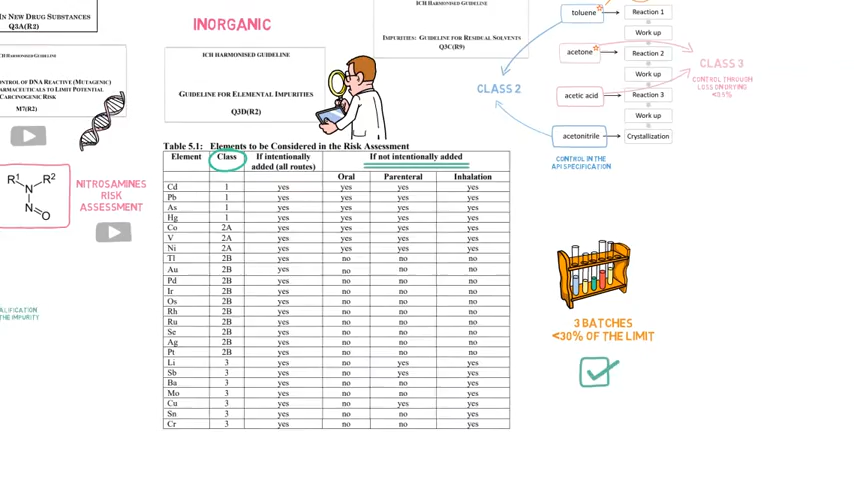 IN NEW DRUG SUBSTANCES
Q3A(R2)
ICH HARMONISED GUIDELINE
CONTROL OF DNA REACTIVE (MUTAGENIC)
CARCINOGENIC RISK
M7(R2)
R¹
R²
N
N
O
NITROSAMINES
RISK
ASSESSMENT
THE IMPURITY
INORGANIC
ICH HARMONISED GUIDELINE
GUIDELINE FOR ELEMENTAL IMPURITIES
Q3D(R2)
ICH HARMONISED GUIDELINE
IMPURITIES: GUIDELINE FOR RESIDUAL SOLVENTS
Q3C(R9)
Table 5.1: Elements to be Considered in the Risk Assessment
Element Class If intentionally added (all routes) If not intentionally added
Oral Parenteral Inhalation
Cd 1 yes yes yes yes
Pb 1 yes yes yes yes
As 1 yes yes yes yes
Hg 1 yes yes yes yes
Co 2A yes yes yes yes
V 2A yes yes yes yes
Ni 2A yes yes yes yes
Tl 2B yes no no no
Au 2B yes no no no
Pd 2B yes no no no
Ir 2B yes no no no
Os 2B yes no no no
Rh 2B yes no no no
Ru 2B yes no no no
Se 2B yes no no no
Ag 2B yes no no no
Pt 2B yes no no no
Li 3 yes no yes yes
Sb 3 yes no yes yes
Ba 3 yes no no yes
Mo 3 yes no no yes
Cu 3 yes no yes yes
Sn 3 yes no no yes
Cr 3 yes no no yes
toluene
Reaction 1
Work up
acetone
Reaction 2
Work up
acetic acid
Reaction 3
Work up
acetonitrile
Crystallization
CLASS 2
CLASS 3
CONTROL THROUGH
LOSS ON DRYING
CONTROL IN THE
API SPECIFICATION
3 BATCHES
<30% OF THE LIMIT